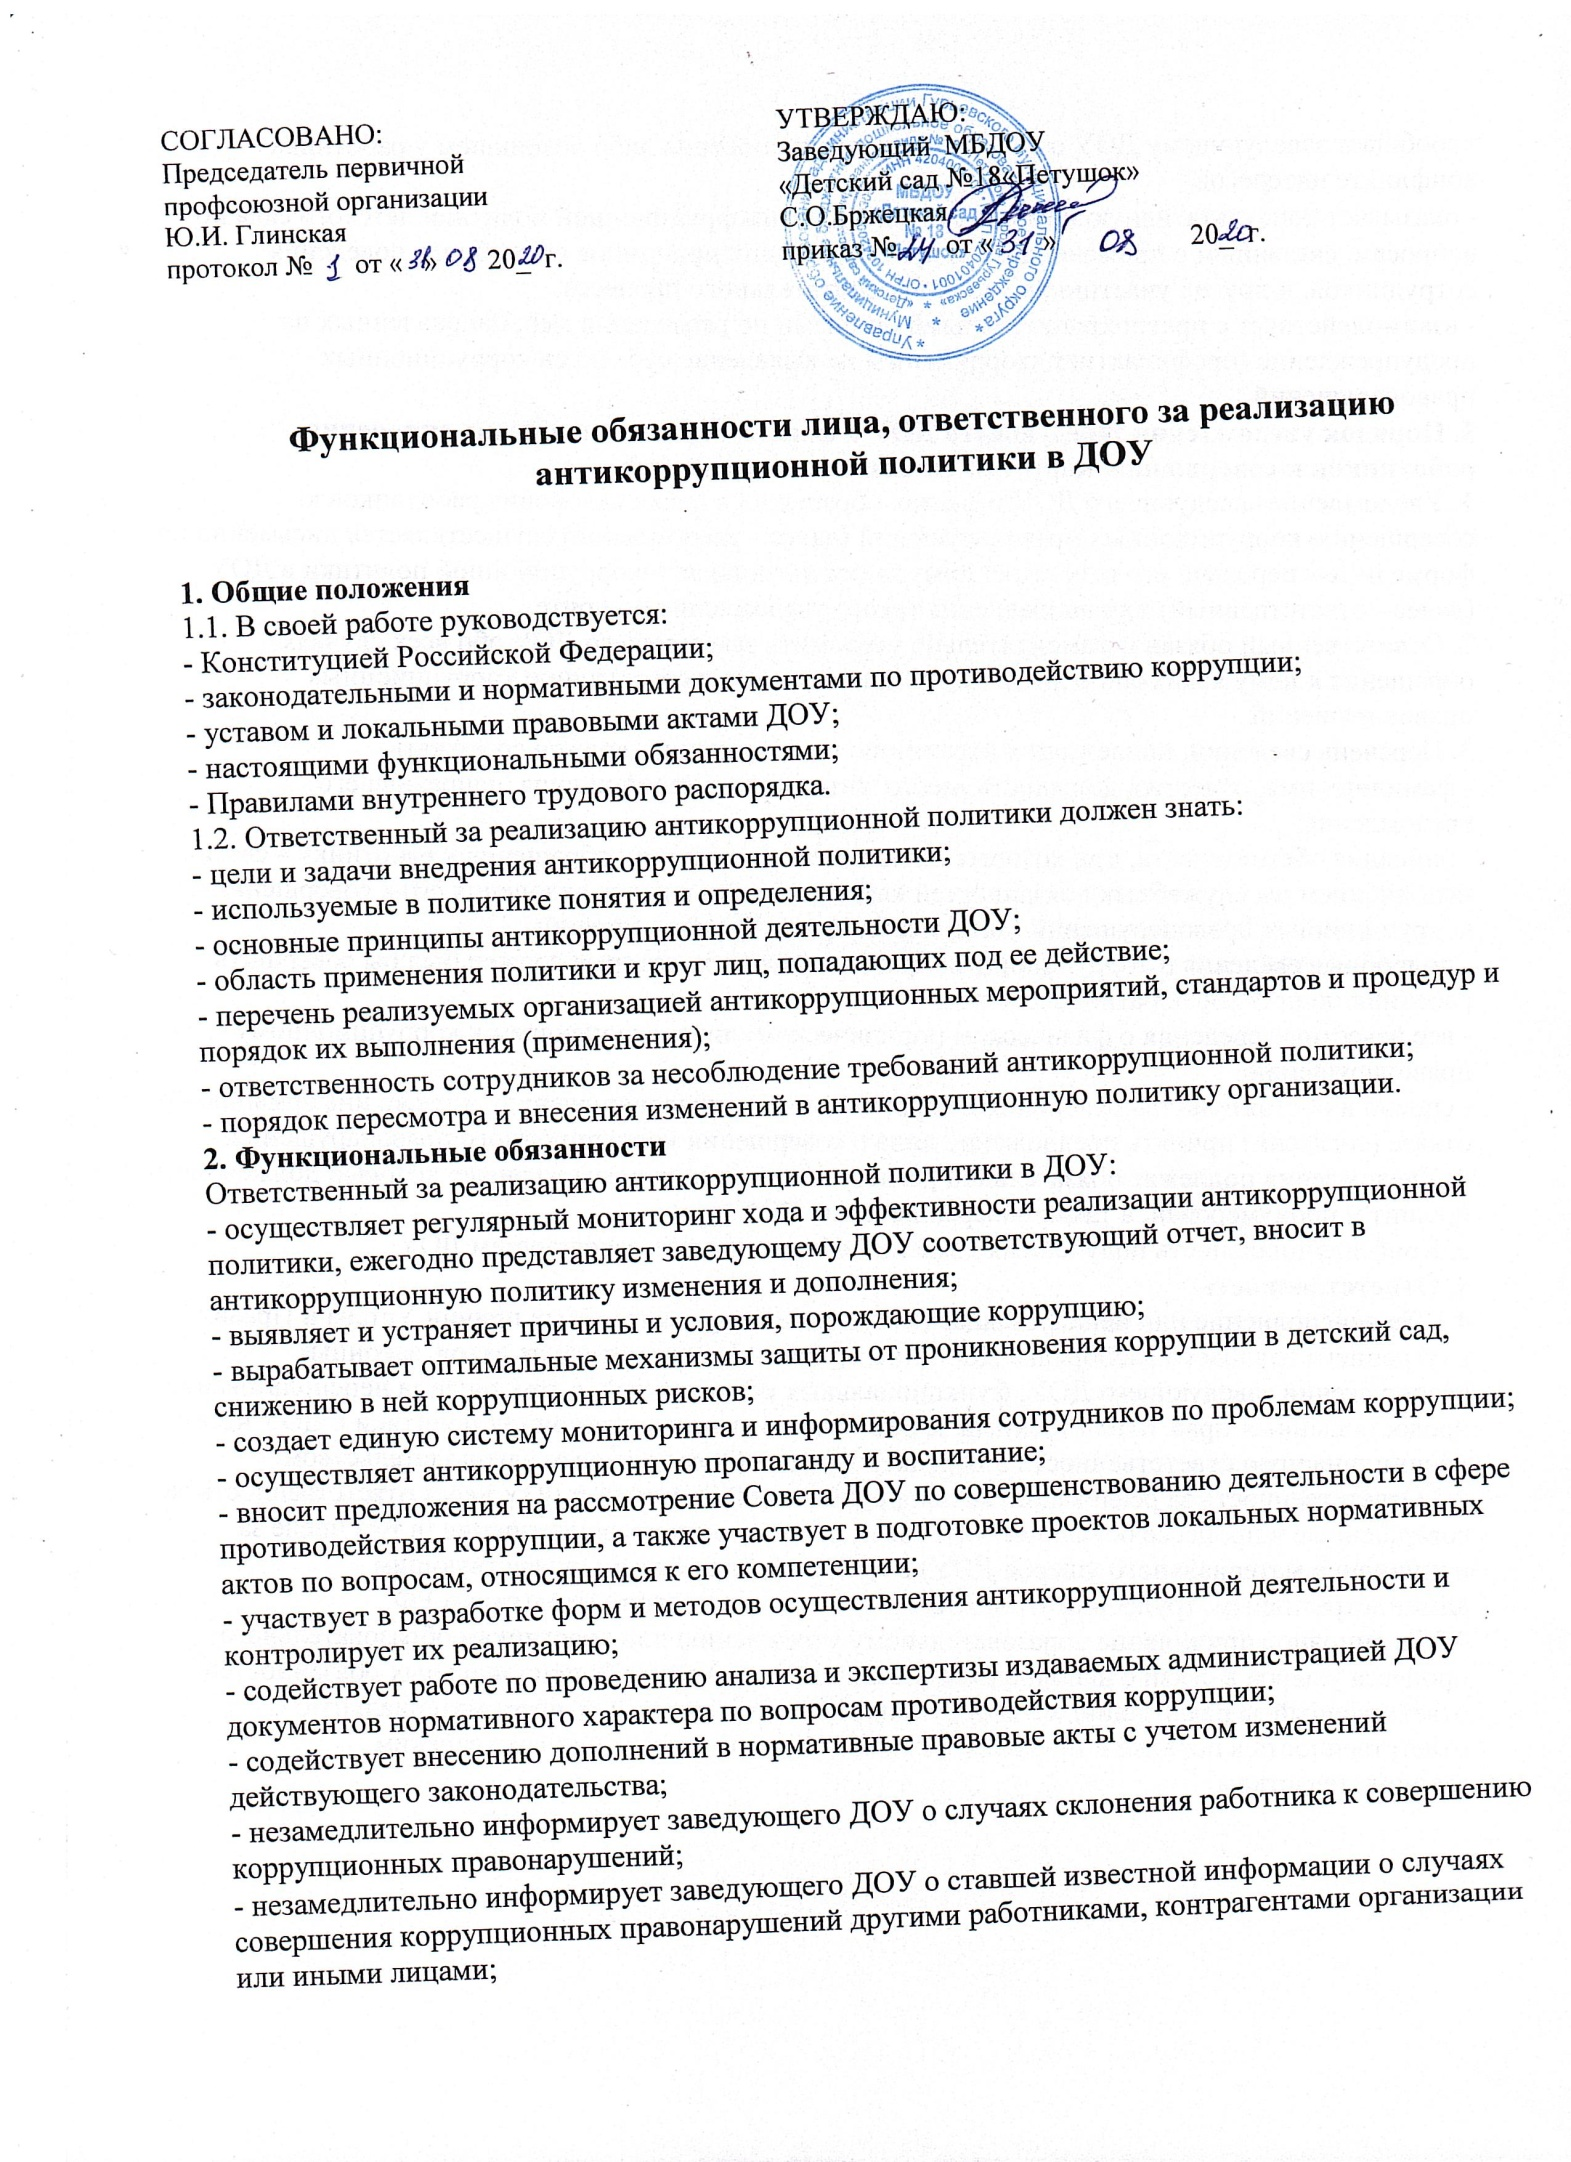 СОГЛАСОВАНО:
Председатель первичной
профсоюзной организации
Ю.И. Глинская
протокол № 1 от «31» 08 2020 г.
УТВЕРЖДАЮ:
Заведующий МБДОУ
«Детский сад №18«Петушок»
С.О.Бржецкая
приказ № от «31» 08 2020г.
МБДОУ
№ 18
Функциональные обязанности лица, ответственного за реализацию
антикоррупционной политики в ДОУ
1. Общие положения
1.1. В своей работе руководствуется:
- Конституцией Российской Федерации;
- законодательными и нормативными документами по противодействию коррупции;
- уставом и локальными правовыми актами ДОУ;
- настоящими функциональными обязанностями;
- Правилами внутреннего трудового распорядка.
1.2. Ответственный за реализацию антикоррупционной политики должен знать:
- цели и задачи внедрения антикоррупционной политики;
- используемые в политике понятия и определения;
- основные принципы антикоррупционной деятельности ДОУ;
- область применения политики и круг лиц, попадающих под ее действие;
- перечень реализуемых организацией антикоррупционных мероприятий, стандартов и процедур и
порядок их выполнения (применения);
- ответственность сотрудников за несоблюдение требований антикоррупционной политики;
- порядок пересмотра и внесения изменений в антикоррупционную политику организации.
2. Функциональные обязанности
Ответственный за реализацию антикоррупционной политики в ДОУ:
- осуществляет регулярный мониторинг хода и эффективности реализации антикоррупционной
политики, ежегодно представляет заведующему ДОУ соответствующий отчет, вносит в
антикоррупционную политику изменения и дополнения;
- выявляет и устраняет причины и условия, порождающие коррупцию;
- вырабатывает оптимальные механизмы защиты от проникновения коррупции в детский сад,
снижению в ней коррупционных рисков;
- создает единую систему мониторинга и информирования сотрудников по проблемам коррупции;
- осуществляет антикоррупционную пропаганду и воспитание;
- вносит предложения на рассмотрение Совета ДОУ по совершенствованию деятельности в сфере
противодействия коррупции, а также участвует в подготовке проектов локальных нормативных
актов по вопросам, относящимся к его компетенции;
- участвует в разработке форм и методов осуществления антикоррупционной деятельности и
контролирует их реализацию;
- содействует работе по проведению анализа и экспертизы издаваемых администрацией ДОУ
документов нормативного характера по вопросам противодействия коррупции;
- содействует внесению дополнений в нормативные правовые акты с учетом изменений
действующего законодательства;
- незамедлительно информирует заведующего ДОУ о случаях склонения работника к совершению
коррупционных правонарушений;
- незамедлительно информирует заведующего ДОУ о ставшей известной информации о случаях
совершения коррупционных правонарушений другими работниками, контрагентами организации
или иными лицами;